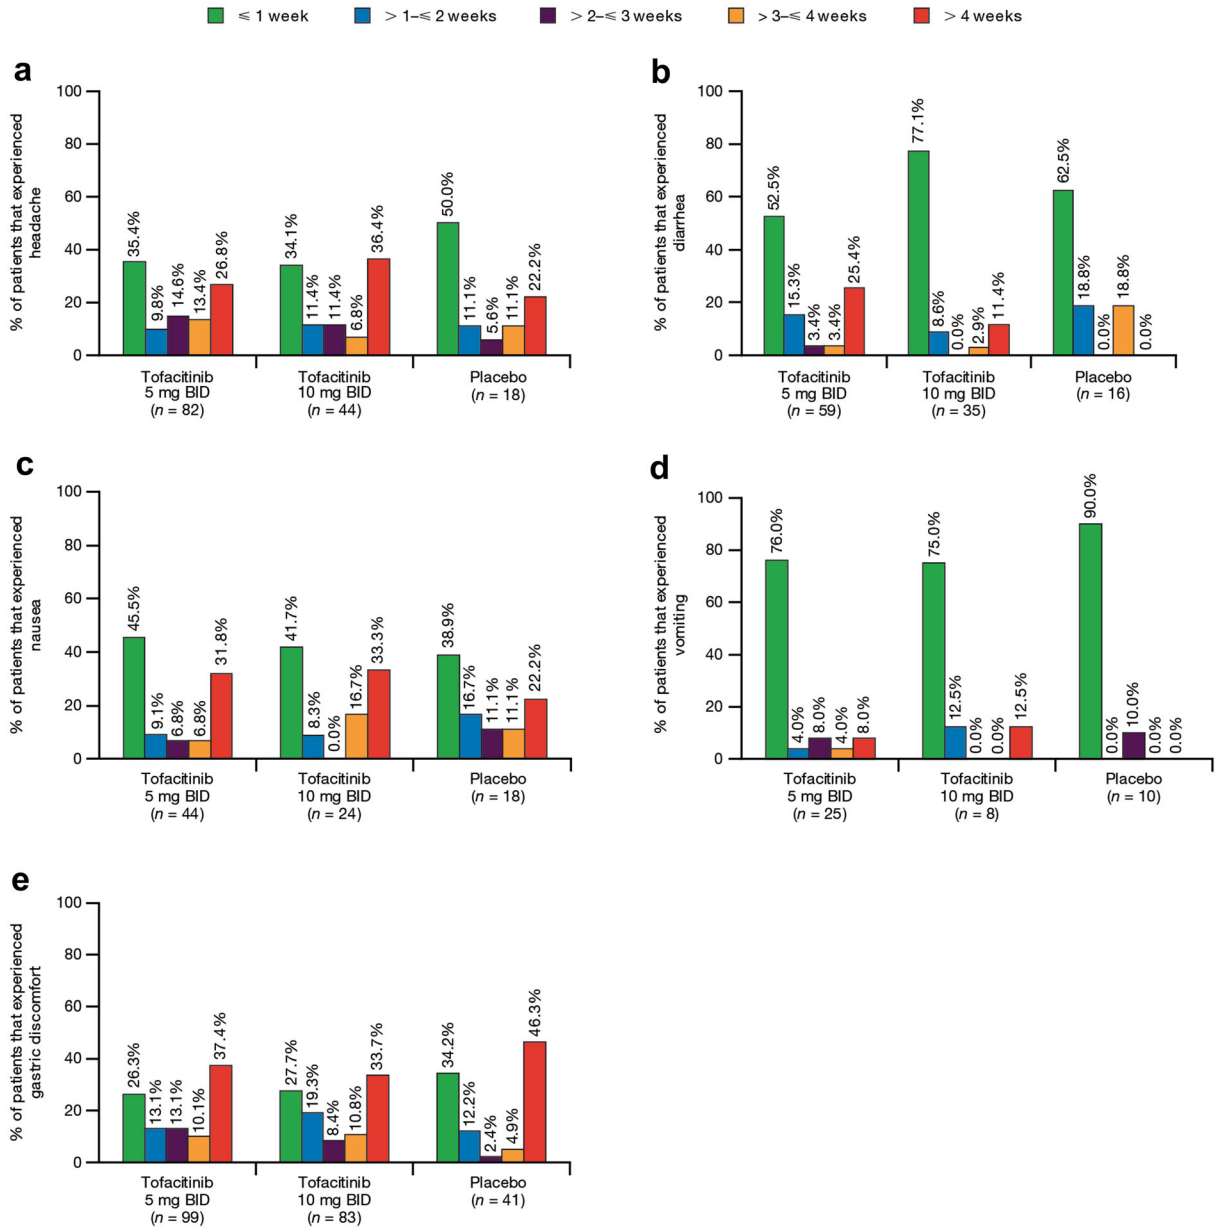 ≤ 1 week > 1–≤ 2 weeks > 2–≤ 3 weeks > 3–≤ 4 weeks > 4 weeks
a
% of patients that experienced
headache
100
80
60
40
20
0
35.4%
9.8%
14.6%
13.4%
26.8%
34.1%
11.4%
11.4%
6.8%
36.4%
50.0%
11.1%
5.6%
11.1%
22.2%
Tofacitinib
5 mg BID
(n = 82)
Tofacitinib
10 mg BID
(n = 44)
Placebo
(n = 18)
b
% of patients that experienced
diarrhea
100
80
60
40
20
0
52.5%
15.3%
3.4%
3.4%
25.4%
77.1%
8.6%
0.0%
2.9%
11.4%
62.5%
18.8%
0.0%
18.8%
0.0%
Tofacitinib
5 mg BID
(n = 59)
Tofacitinib
10 mg BID
(n = 35)
Placebo
(n = 16)
c
% of patients that experienced
nausea
100
80
60
40
20
0
45.5%
9.1%
6.8%
6.8%
31.8%
41.7%
8.3%
0.0%
16.7%
33.3%
38.9%
16.7%
11.1%
11.1%
22.2%
Tofacitinib
5 mg BID
(n = 44)
Tofacitinib
10 mg BID
(n = 24)
Placebo
(n = 18)
d
% of patients that experienced
vomiting
100
80
60
40
20
0
76.0%
4.0%
8.0%
4.0%
8.0%
75.0%
12.5%
0.0%
0.0%
12.5%
90.0%
0.0%
10.0%
0.0%
0.0%
Tofacitinib
5 mg BID
(n = 25)
Tofacitinib
10 mg BID
(n = 8)
Placebo
(n = 10)
e
% of patients that experienced
gastric discomfort
100
80
60
40
20
0
26.3%
13.1%
13.1%
10.1%
37.4%
27.7%
19.3%
8.4%
10.8%
33.7%
34.2%
12.2%
2.4%
4.9%
46.3%
Tofacitinib
5 mg BID
(n = 99)
Tofacitinib
10 mg BID
(n = 83)
Placebo
(n = 41)